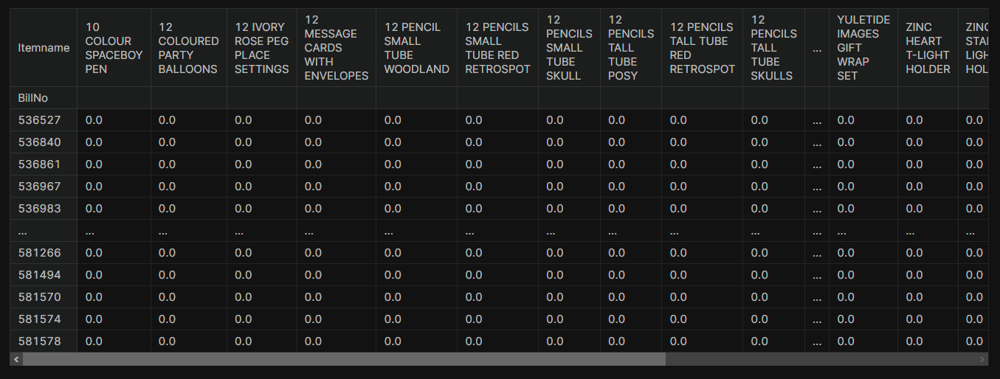 Itemname 10 COLOUR SPACEBOY PEN 12 COLOURED PARTY BALLOONS 12 IVORY ROSE PEG PLACE SETTINGS 12 MESSAGE CARDS WITH ENVELOPES 12 PENCIL SMALL TUBE WOODLAND 12 PENCILS SMALL TUBE RED RETROSPOT 12 PENCILS SMALL TUBE SKULL 12 PENCILS TALL TUBE POSY 12 PENCILS TALL TUBE RED RETROSPOT 12 PENCILS TALL TUBE SKULLS ... YULETIDE IMAGES GIFT WRAP SET ZINC HEART T-LIGHT HOLDER
BillNo
536527 0.0 0.0 0.0 0.0 0.0 0.0 0.0 0.0 0.0 0.0 ... 0.0 0.0 0.0
536840 0.0 0.0 0.0 0.0 0.0 0.0 0.0 0.0 0.0 0.0 ... 0.0 0.0 0.0
536861 0.0 0.0 0.0 0.0 0.0 0.0 0.0 0.0 0.0 0.0 ... 0.0 0.0 0.0
536967 0.0 0.0 0.0 0.0 0.0 0.0 0.0 0.0 0.0 0.0 ... 0.0 0.0 0.0
536983 0.0 0.0 0.0 0.0 0.0 0.0 0.0 0.0 0.0 0.0 ... 0.0 0.0 0.0
... ... ... ... ... ... ... ... ... ... ... ... ... ... ...
581266 0.0 0.0 0.0 0.0 0.0 0.0 0.0 0.0 0.0 0.0 ... 0.0 0.0 0.0
581494 0.0 0.0 0.0 0.0 0.0 0.0 0.0 0.0 0.0 0.0 ... 0.0 0.0 0.0
581570 0.0 0.0 0.0 0.0 0.0 0.0 0.0 0.0 0.0 0.0 ... 0.0 0.0 0.0
581574 0.0 0.0 0.0 0.0 0.0 0.0 0.0 0.0 0.0 0.0 ... 0.0 0.0 0.0
581578 0.0 0.0 0.0 0.0 0.0 0.0 0.0 0.0 0.0 0.0 ... 0.0 0.0 0.0